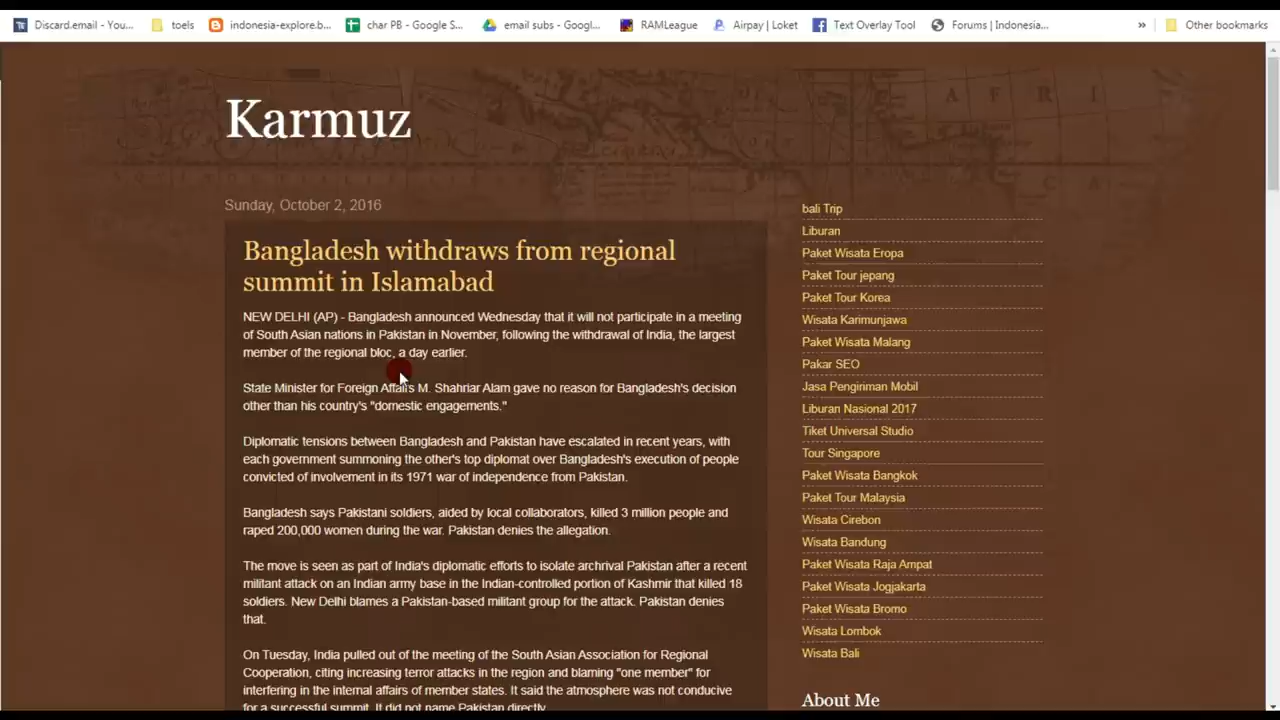 Discard.email - You...
toels
indonesia-explore.b...
char PB - Google S...
email subs - Googl...
RAMLeague
Airpay | Loket
Text Overlay Tool
Forums | Indonesia...
»
Other bookmarks
Karmuz
Sunday, October 2, 2016
Bangladesh withdraws from regional
summit in Islamabad
NEW DELHI (AP) - Bangladesh announced Wednesday that it will not participate in a meeting
of South Asian nations in Pakistan in November, following the withdrawal of India, the largest
member of the regional bloc, a day earlier.
State Minister for Foreign Affairs M. Shahriar Alam gave no reason for Bangladesh's decision
other than his country's "domestic engagements."
Diplomatic tensions between Bangladesh and Pakistan have escalated in recent years, with
each government summoning the other's top diplomat over Bangladesh's execution of people
convicted of involvement in its 1971 war of independence from Pakistan.
Bangladesh says Pakistani soldiers, aided by local collaborators, killed 3 million people and
raped 200,000 women during the war. Pakistan denies the allegation.
The move is seen as part of India's diplomatic efforts to isolate archrival Pakistan after a recent
militant attack on an Indian army base in the Indian-controlled portion of Kashmir that killed 18
soldiers. New Delhi blames a Pakistan-based militant group for the attack. Pakistan denies
that.
On Tuesday, India pulled out of the meeting of the South Asian Association for Regional
Cooperation, citing increasing terror attacks in the region and blaming "one member" for
interfering in the internal affairs of member states. It said the atmosphere was not conducive
for a successful summit. It did not name Pakistan directly.
bali Trip
Liburan
Paket Wisata Eropa
Paket Tour jepang
Paket Tour Korea
Wisata Karimunjawa
Paket Wisata Malang
Pakar SEO
Jasa Pengiriman Mobil
Liburan Nasional 2017
Tiket Universal Studio
Tour Singapore
Paket Wisata Bangkok
Paket Tour Malaysia
Wisata Cirebon
Wisata Bandung
Paket Wisata Raja Ampat
Paket Wisata Jogjakarta
Paket Wisata Bromo
Wisata Lombok
Wisata Bali
About Me
A F R I